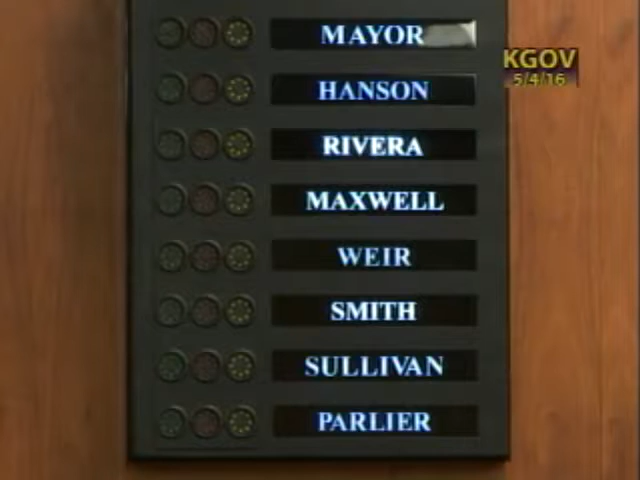 MAYOR
KGOV
5/4/16
HANSON
RIVERA
MAXWELL
WEIR
SMITH
SULLIVAN
PARLIER